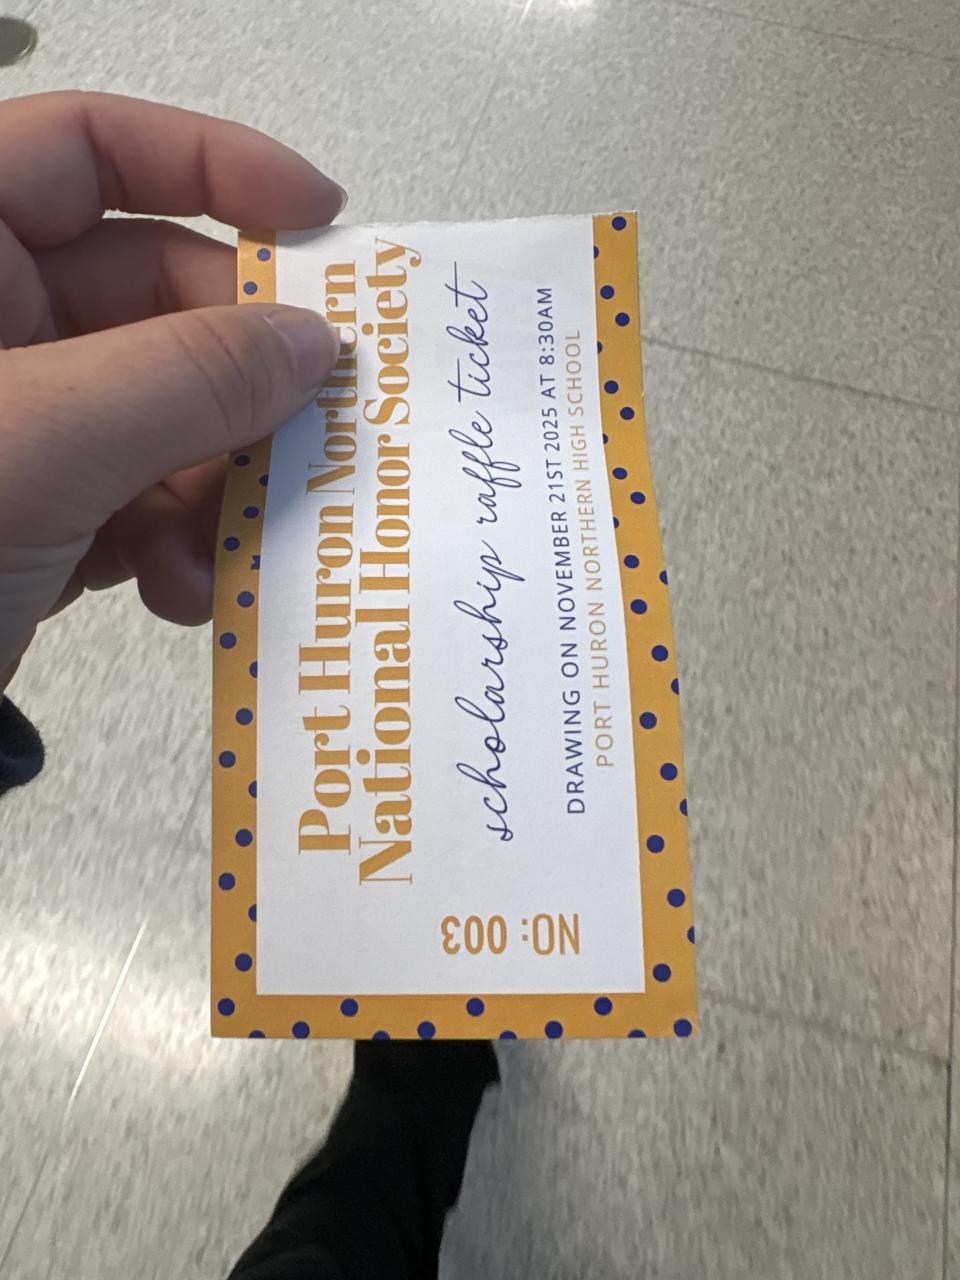 Port Huron Northern
National Honor Society
scholarship raffle ticket
DRAWING ON NOVEMBER 21ST 2025 AT 8:30AM
PORT HURON NORTHERN HIGH SCHOOL
NO: 003